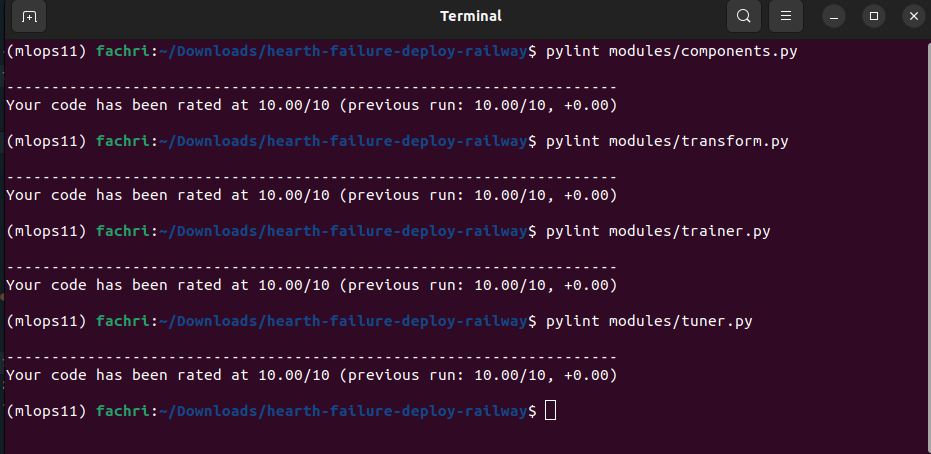 Terminal
(mlops11) fachri:~/Downloads/hearth-failure-deploy-railway$ pylint modules/components.py
--------------------------------------------------------------------
Your code has been rated at 10.00/10 (previous run: 10.00/10, +0.00)
(mlops11) fachri:~/Downloads/hearth-failure-deploy-railway$ pylint modules/transform.py
--------------------------------------------------------------------
Your code has been rated at 10.00/10 (previous run: 10.00/10, +0.00)
(mlops11) fachri:~/Downloads/hearth-failure-deploy-railway$ pylint modules/trainer.py
--------------------------------------------------------------------
Your code has been rated at 10.00/10 (previous run: 10.00/10, +0.00)
(mlops11) fachri:~/Downloads/hearth-failure-deploy-railway$ pylint modules/tuner.py
--------------------------------------------------------------------
Your code has been rated at 10.00/10 (previous run: 10.00/10, +0.00)
(mlops11) fachri:~/Downloads/hearth-failure-deploy-railway$